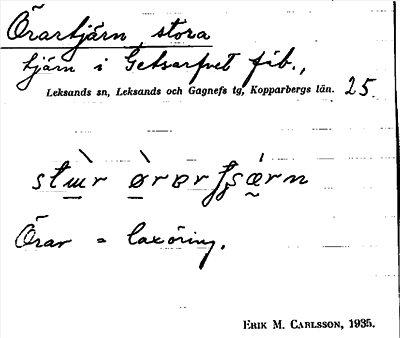 Örartjärn, stora
tjärn i Getsarfvet fäb.,
Leksands sn, Leksands och Gagnefs tg, Kopparbergs län. 25.
Örar = laxöring.
ERIK M. CARLSSON, 1935.